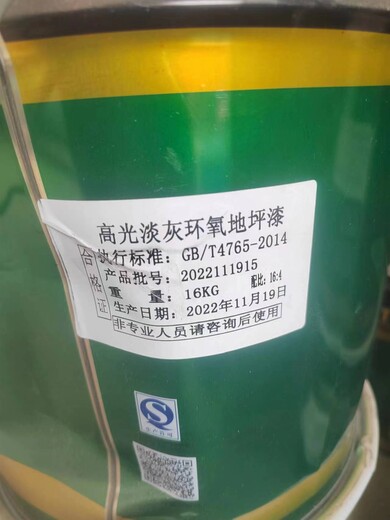 高光淡灰环氧地坪漆
合格证
执行标准：GB/T4765-2014
产品批号：2022111915
重　量：16KG 配比：16:4
生产日期：2022年11月19日
非专业人员请咨询后使用